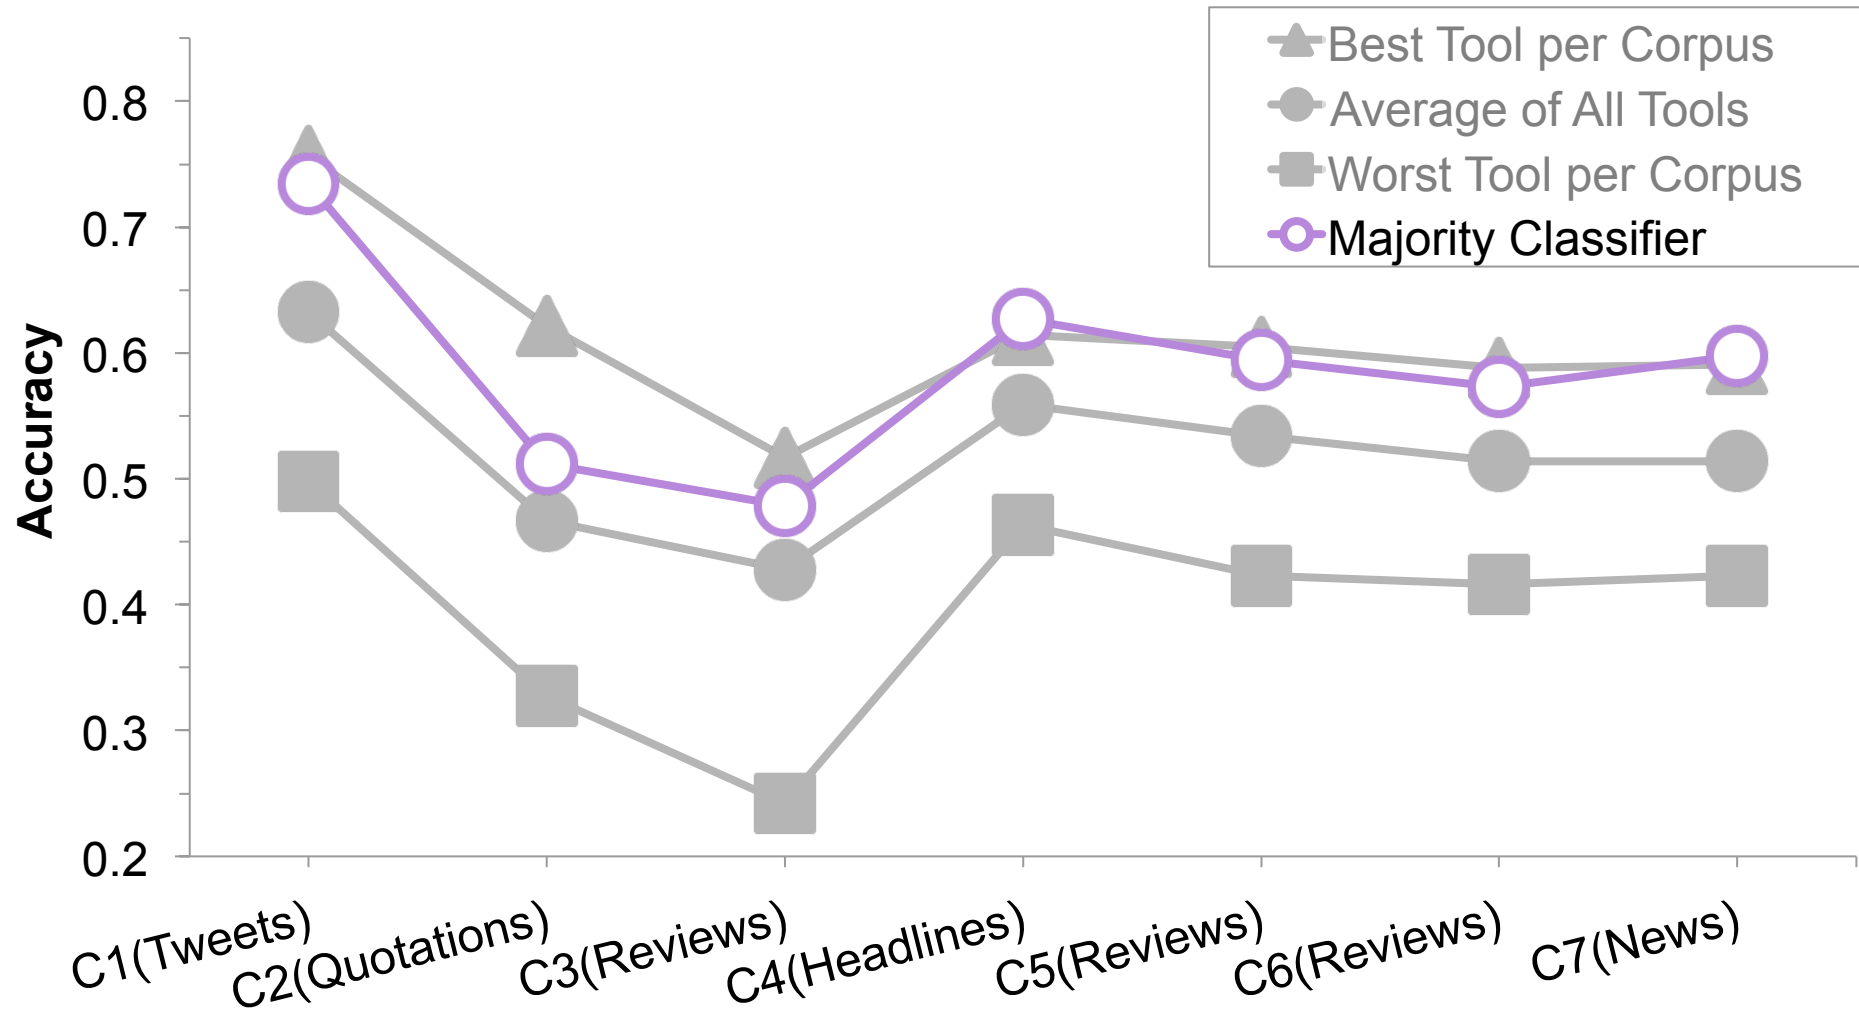 Best Tool per Corpus
Average of All Tools
Worst Tool per Corpus
Majority Classifier
Accuracy
0.8
0.7
0.6
0.5
0.4
0.3
0.2
C1(Tweets)
C2(Quotations)
C3(Reviews)
C4(Headlines)
C5(Reviews)
C6(Reviews)
C7(News)